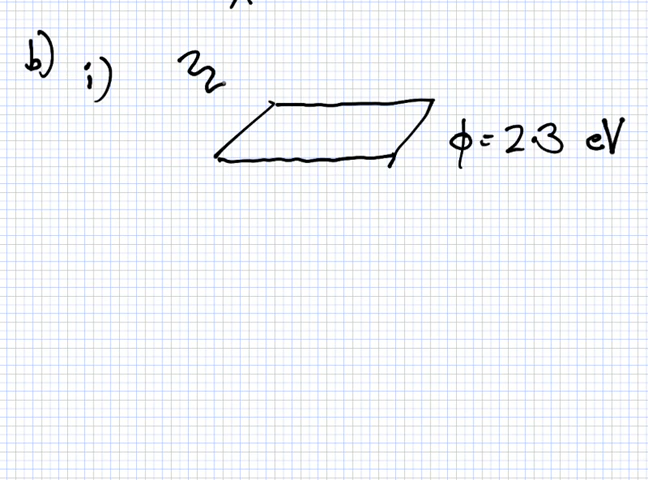 b) i)
ϕ = 2.3 eV